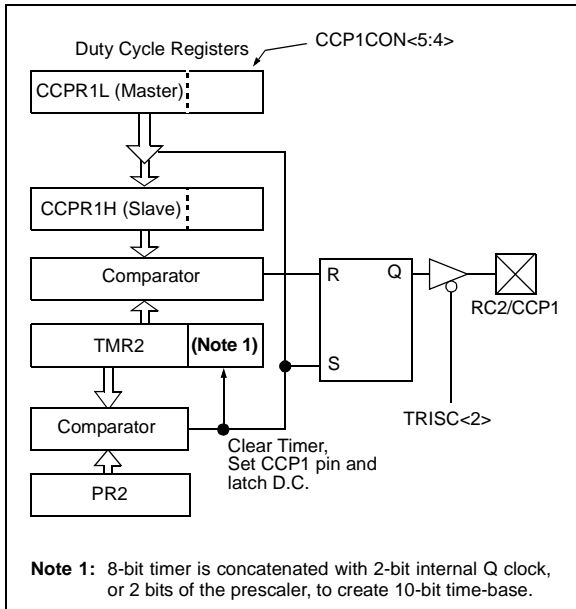 Duty Cycle Registers
CCP1CON<5:4>
CCPR1L (Master)
CCPR1H (Slave)
Comparator
R
Q
RC2/CCP1
TMR2
(Note 1)
S
TRISC<2>
Comparator
Clear Timer,
Set CCP1 pin and
latch D.C.
PR2
Note 1: 8-bit timer is concatenated with 2-bit internal Q clock,
or 2 bits of the prescaler, to create 10-bit time-base.